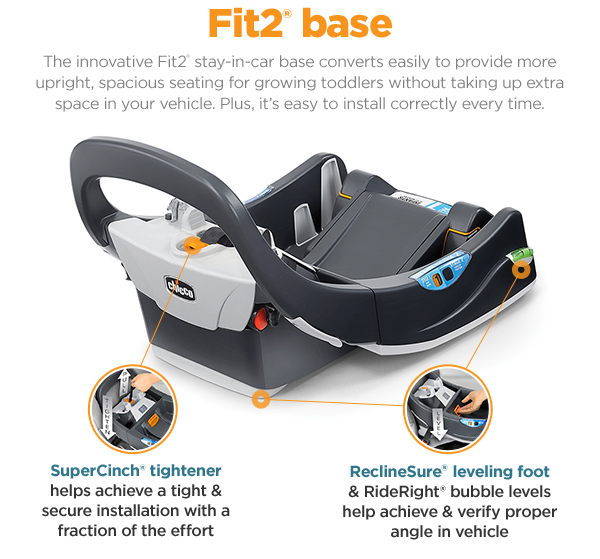 Fit2® base
The innovative Fit2® stay-in-car base converts easily to provide more
upright, spacious seating for growing toddlers without taking up extra
space in your vehicle. Plus, it's easy to install correctly every time.
chicco
TIGHTEN
LEVEL
SuperCinch® tightener
helps achieve a tight &
secure installation with a
fraction of the effort
ReclineSure® leveling foot
& RideRight® bubble levels
help achieve & verify proper
angle in vehicle